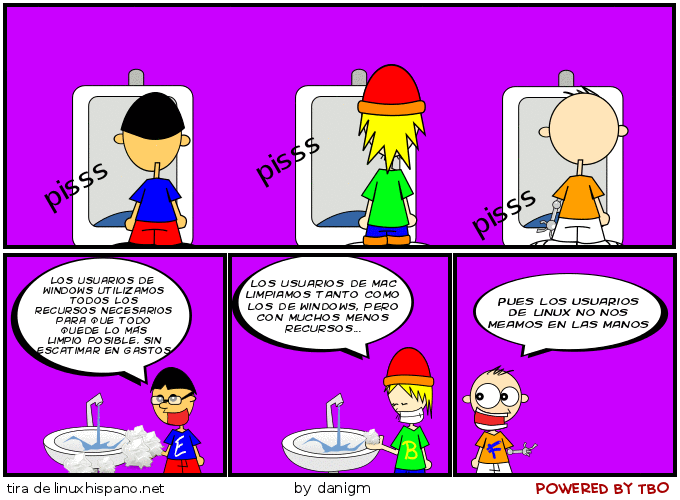 pisss
pisss
pisss
LOS USUARIOS DE
WINDOWS UTILIZAMOS
TODOS LOS
RECURSOS NECESARIOS
PARA QUE TODO
QUEDE LO MÁS
LIMPIO POSIBLE. SIN
ESCATIMAR EN GASTOS
E
LOS USUARIOS DE MAC
LIMPIAMOS TANTO COMO
LOS DE WINDOWS, PERO
CON MUCHOS MENOS
RECURSOS...
B
PUES LOS USUARIOS
DE LINUX NO NOS
MEAMOS EN LAS MANOS
F
tira de linuxhispano.net
by danigm
POWERED BY TBO